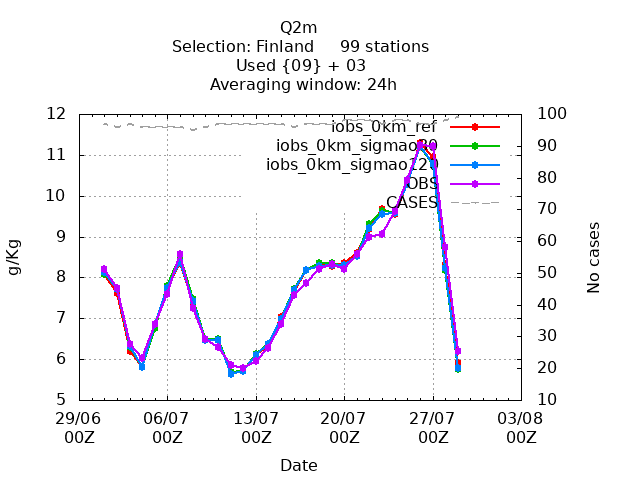 Q2m
Selection: Finland     99 stations
Used {09} + 03
Averaging window: 24h
g/Kg
12
11
10
9
8
7
6
5
iobs_0km_ref
OBS
CASES
100
90
80
70
60
50
40
30
20
10
No cases
29/06 00Z
06/07 00Z
13/07 00Z
20/07 00Z
27/07 00Z
03/08 00Z
Date